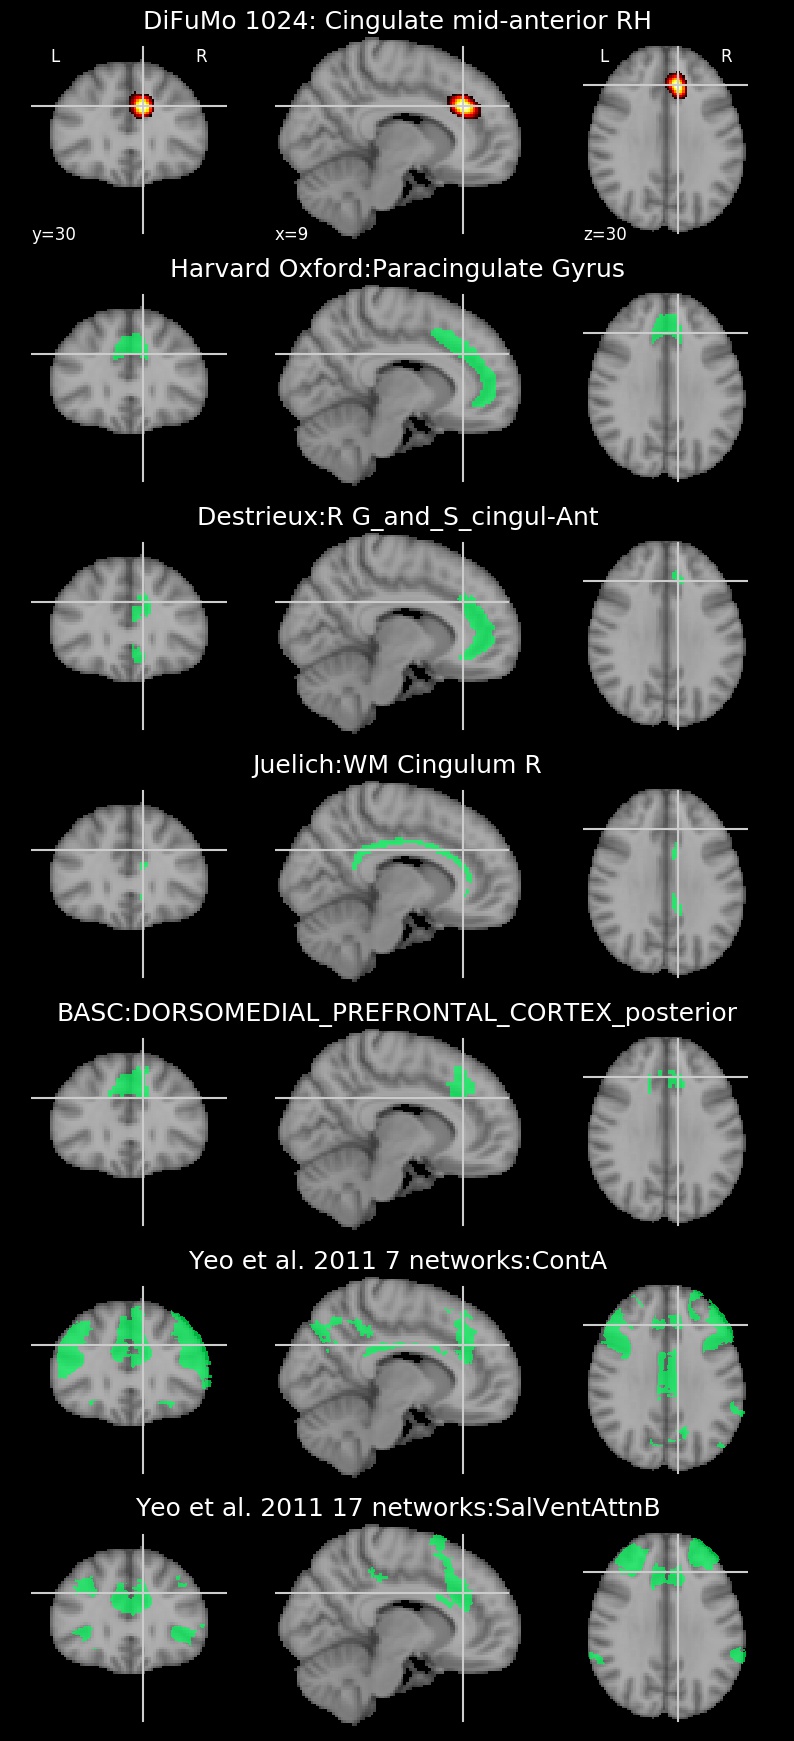 DiFuMo 1024: Cingulate mid-anterior RH
L R L R
y=30 x=9 z=30
Harvard Oxford:Paracingulate Gyrus
Destrieux:R G_and_S_cingul-Ant
Juelich:WM Cingulum R
BASC:DORSOMEDIAL_PREFRONTAL_CORTEX_posterior
Yeo et al. 2011 7 networks:ContA
Yeo et al. 2011 17 networks:SalVentAttnB